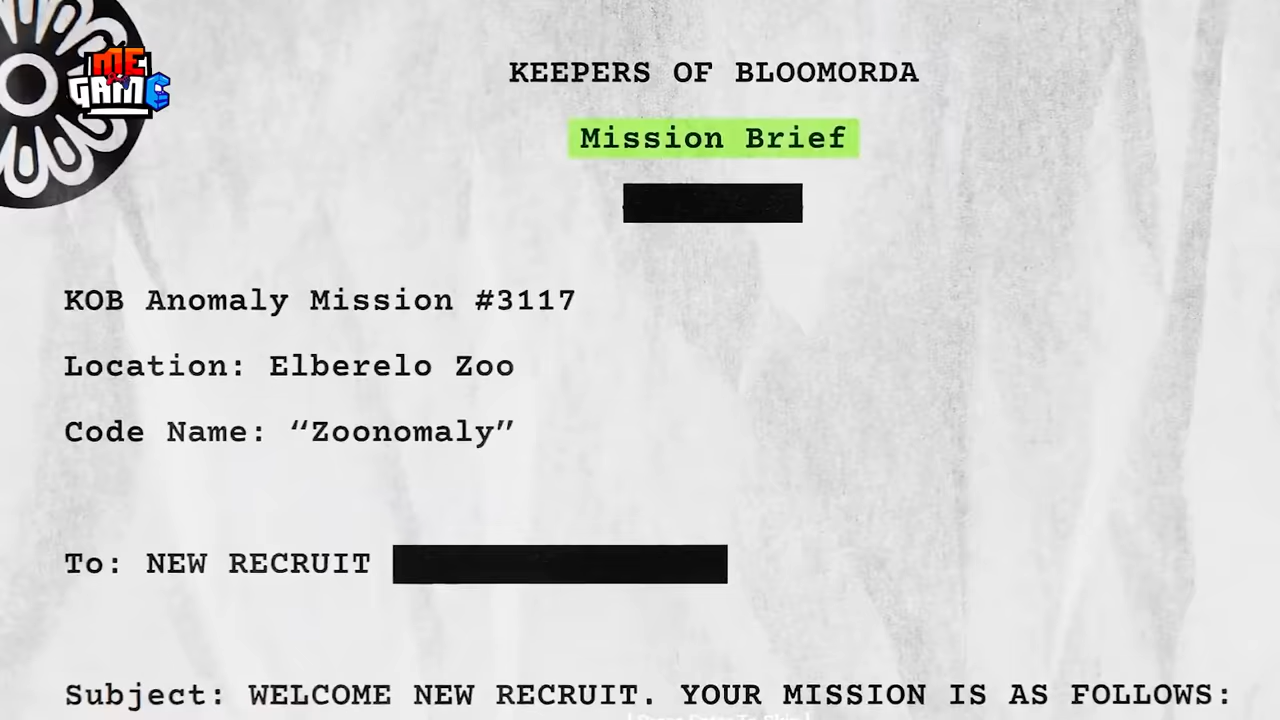 ME
GAME
KEEPERS OF BLOOMORDA
Mission Brief
KOB Anomaly Mission #3117
Location: Elberelo Zoo
Code Name: “Zoonomaly”
To: NEW RECRUIT
Subject: WELCOME NEW RECRUIT. YOUR MISSION IS AS FOLLOWS: